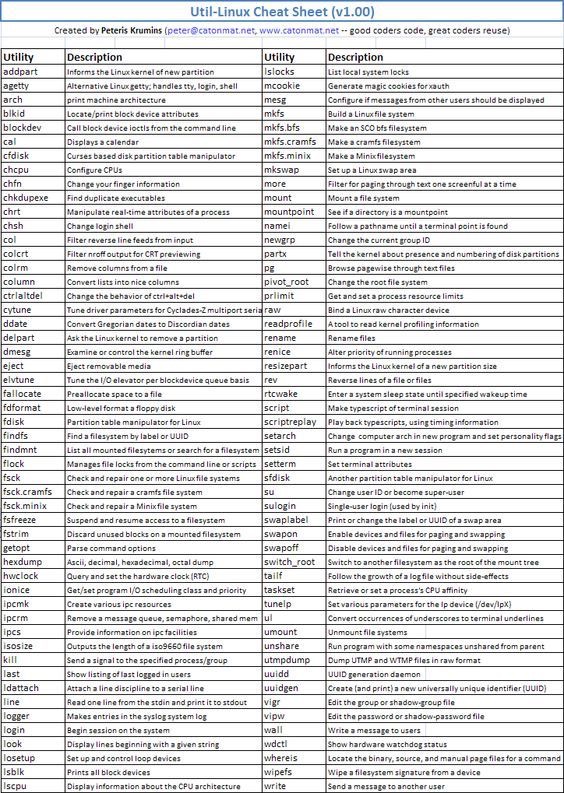 Util-Linux Cheat Sheet (v1.00)
Created by Peteris Krumins (peter@catonmat.net, www.catonmat.net -- good coders code, great coders reuse)
Utility Description Utility Description
addpart Informs the Linux kernel of new partition lslocks List local system locks
agetty Alternative Linux getty; handles tty, login, shell mcookie Generate magic cookies for xauth
arch print machine architecture mesg Configure if messages from other users should be displayed
blkid Locate/print block device attributes mkfs Build a Linux file system
blockdev Call block device ioctls from the command line mkfs.bfs Make an SCO bfs filesystem
cal Displays a calendar mkfs.cramfs Make a cramfs filesystem
cfdisk Curses based disk partition table manipulator mkfs.minix Make a Minix filesystem
chcpu Configure CPUs mkswap Set up a Linux swap area
chfn Change your finger information more Filter for paging through text one screenful at a time
chkdupexe Find duplicate executables mount Mount a file system
chrt Manipulate real-time attributes of a process mountpoint See if a directory is a mountpoint
chsh Change login shell namei Follow a pathname until a terminal point is found
col Filter reverse line feeds from input newgrp Change the current group ID
colcrt Filter nroff output for CRT previewing partx Tell the kernel about presence and numbering of disk partitions
colrm Remove columns from a file pg Browse pagewise through text files
column Convert lists into nice columns pivot_root Change the root file system
ctrlaltdel Change the behavior of ctrl+alt+del prlimit Get and set a process resource limits
cytune Tune driver parameters for Cyclades-Z multiport seria raw Bind a Linux raw character device
ddate Convert Gregorian dates to Discordian dates readprofile A tool to read kernel profiling information
delpart Ask the Linux kernel to remove a partition rename Rename files
dmesg Examine or control the kernel ring buffer renice Alter priority of running processes
eject Eject removable media resizepart Informs the Linux kernel of a new partition size
elvtune Tune the I/O elevator per blockdevice queue basis rev Reverse lines of a file or files
fallocate Preallocate space to a file rtcwake Enter a system sleep state until specified wakeup time
fdformat Low-level format a floppy disk script Make typescript of terminal session
fdisk Partition table manipulator for Linux scriptreplay Play back typescripts, using timing information
findfs Find a filesystem by label or UUID setarch Change computer arch in new program and set personality flags
findmnt List all mounted filesytems or search for a filesystem setsid Run a program in a new session
flock Manages file locks from the command line or scripts setterm Set terminal attributes
fsck Check and repair one or more Linux file systems sfdisk Another partition table manipulator for Linux
fsck.cramfs Check and repair a cramfs file system su Change user ID or become super-user
fsck.minix Check and repair a Minix file system sulogin Single-user login (used by init)
fsfreeze Suspend and resume access to a filesystem swaplabel Print or change the label or UUID of a swap area
fstrim Discard unused blocks on a mounted filesystem swapon Enable devices and files for paging and swapping
getopt Parse command options swapoff Disable devices and files for paging and swapping
hexdump Ascii, decimal, hexadecimal, octal dump switch_root Switch to another filesystem as the root of the mount tree
hwclock Query and set the hardware clock (RTC) tailf Follow the growth of a log file without side-effects
ionice Get/set program I/O scheduling class and priority taskset Retrieve or set a process's CPU affinity
ipcmk Create various ipc resources tunelp Set various parameters for the lp device (/dev/lpX)
ipcrm Remove a message queue, semaphore, shared mem ul Convert occurences of underscores to terminal underlines
ipcs Provide information on ipc facilities umount Unmount file systems
isosize Outputs the length of a iso9660 file system unshare Run program with some namespaces unshared from parent
kill Send a signal to the specified process/group utmpdump Dump UTMP and WTMP files in raw format
last Show listing of last logged in users uuidd UUID generation daemon
ldattach Attach a line discipline to a serial line uuidgen Create (and print) a new universally unique identifier (UUID)
line Read one line from the stdin and print it to stdout vigr Edit the group or shadow-group file
logger Makes entries in the syslog system log vipw Edit the password or shadow-password file
login Begin session on the system wall Write a message to users
look Display lines beginning with a given string wdctl Show hardware watchdog status
losetup Set up and control loop devices whereis Locate the binary, source, and manual page files for a command
lsblk Prints all block devices wipefs Wipe a filesystem signature from a device
lscpu Display information about the CPU architecture write Send a message to another user